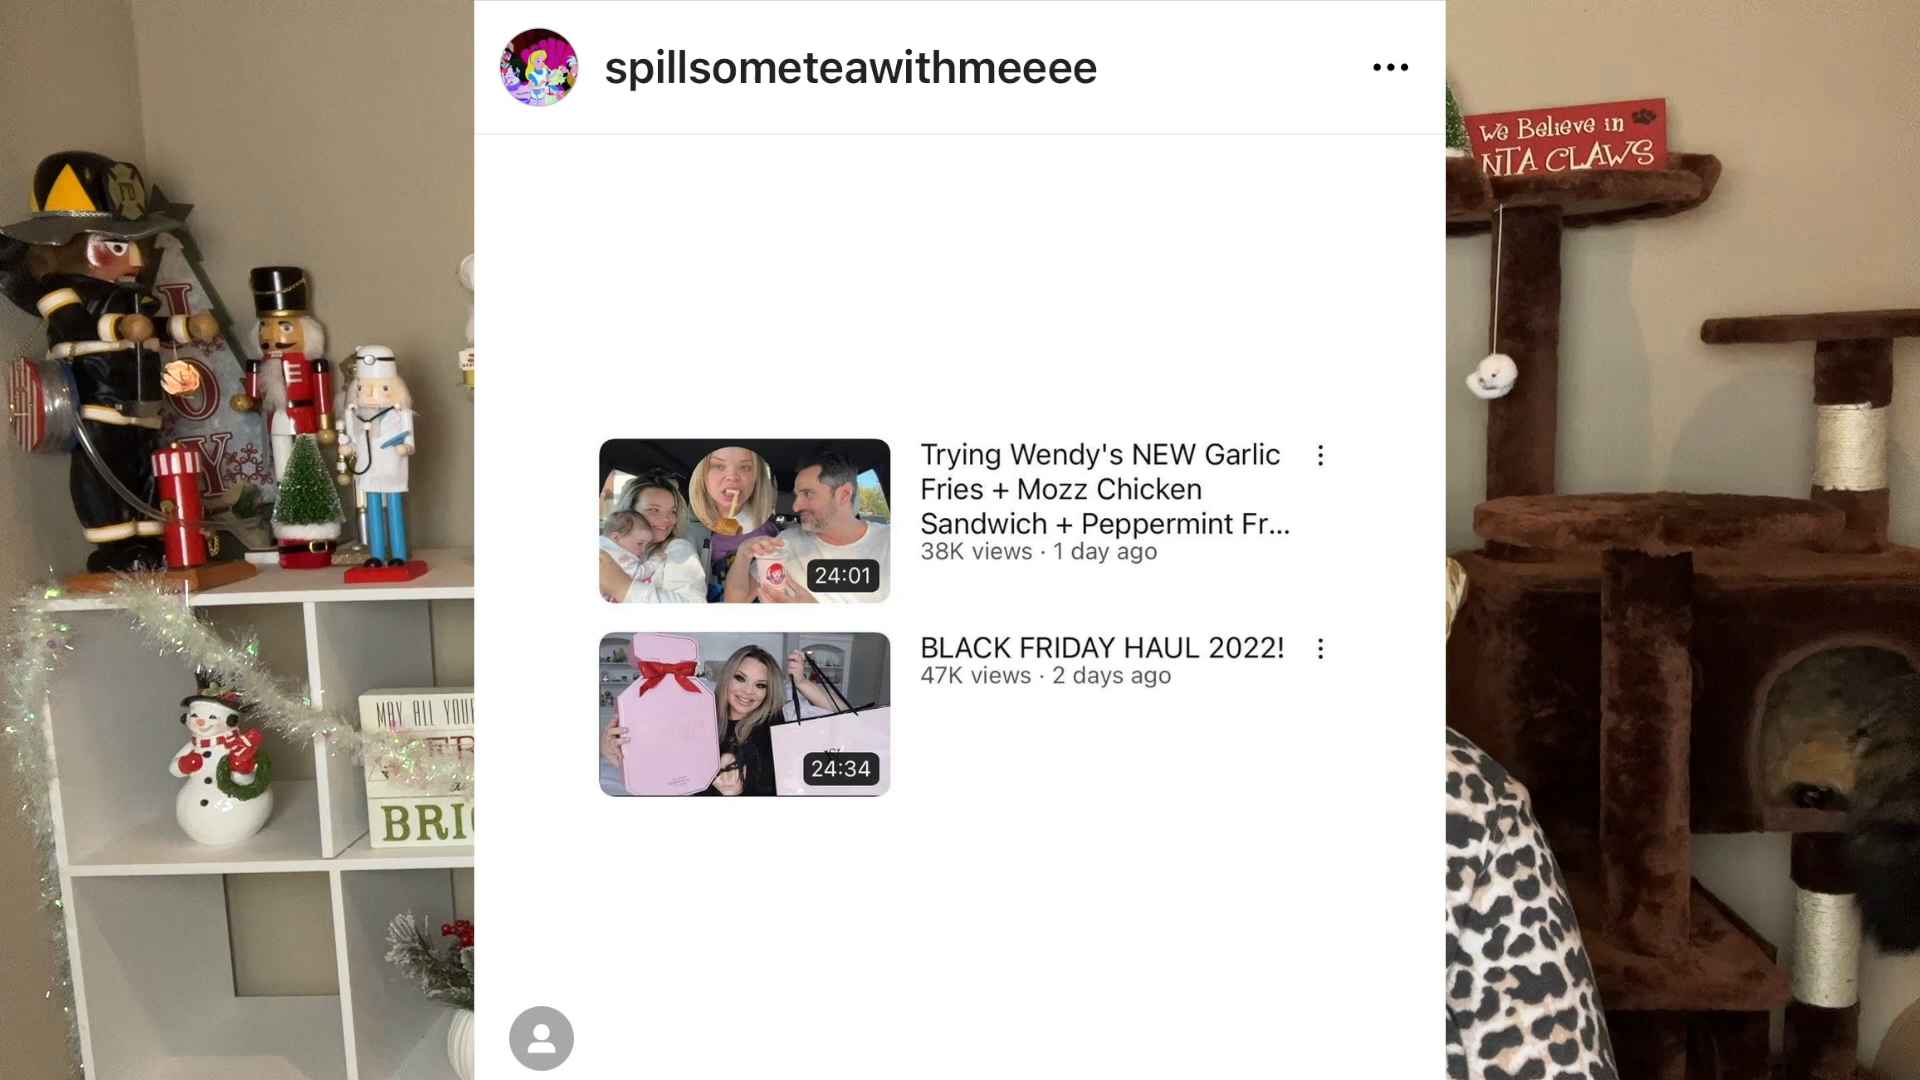 spillsometeawithmeeee
We Believe in
NTA CLAWS
FD
JOY
E
Trying Wendy's NEW Garlic
Fries + Mozz Chicken
Sandwich + Peppermint Fr...
38K views · 1 day ago
24:01
BLACK FRIDAY HAUL 2022!
47K views · 2 days ago
24:34
MAY ALL YOUR
BRI